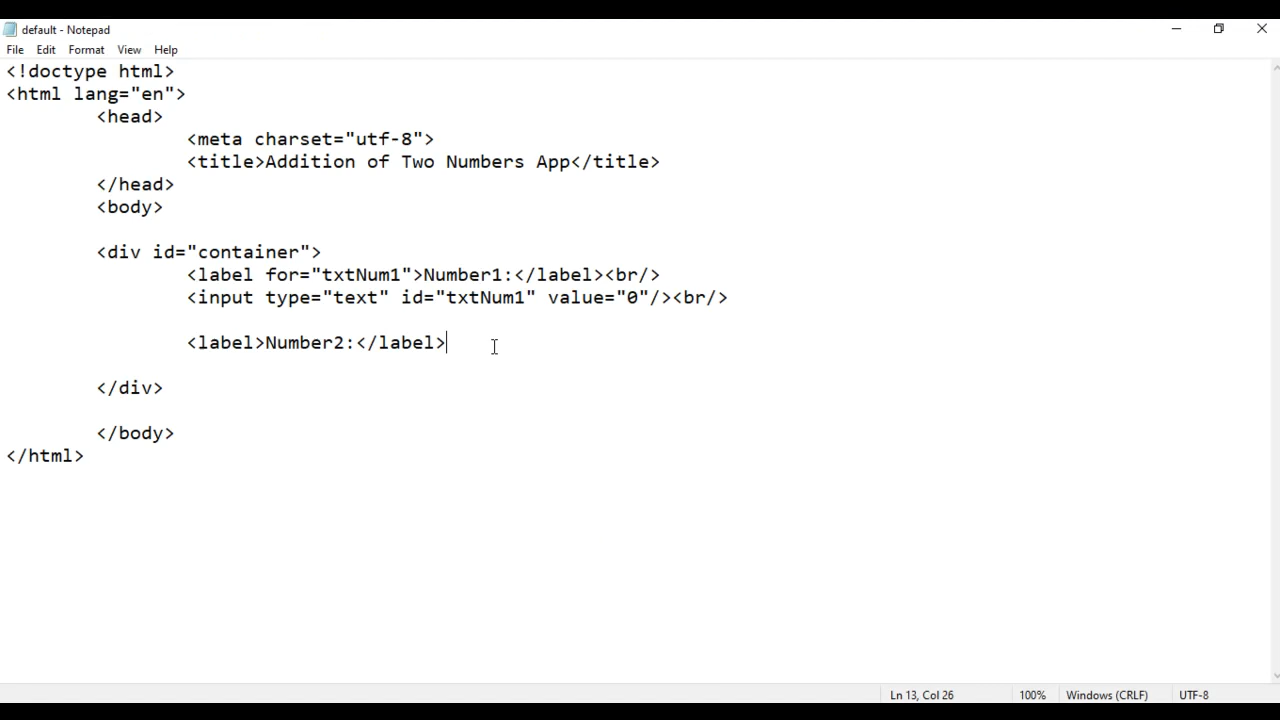 default - Notepad
File Edit Format View Help
<!doctype html>
<html lang="en">
<head>
<meta charset="utf-8">
<title>Addition of Two Numbers App</title>
</head>
<body>
<div id="container">
<label for="txtNum1">Number1:</label><br/>
<input type="text" id="txtNum1" value="0"/><br/>
<label>Number2:</label>
</div>
</body>
</html>
Ln 13, Col 26 100% Windows (CRLF) UTF-8